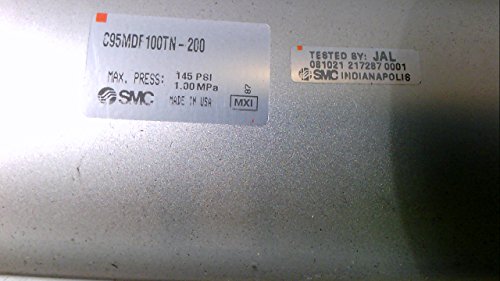 C95MDF100TN-200
MAX. PRESS: 145 PSI
1.00 MPa
SMC MADE IN USA
MXI
87
TESTED BY: JAL
081021 217287 0001
SMC INDIANAPOLIS